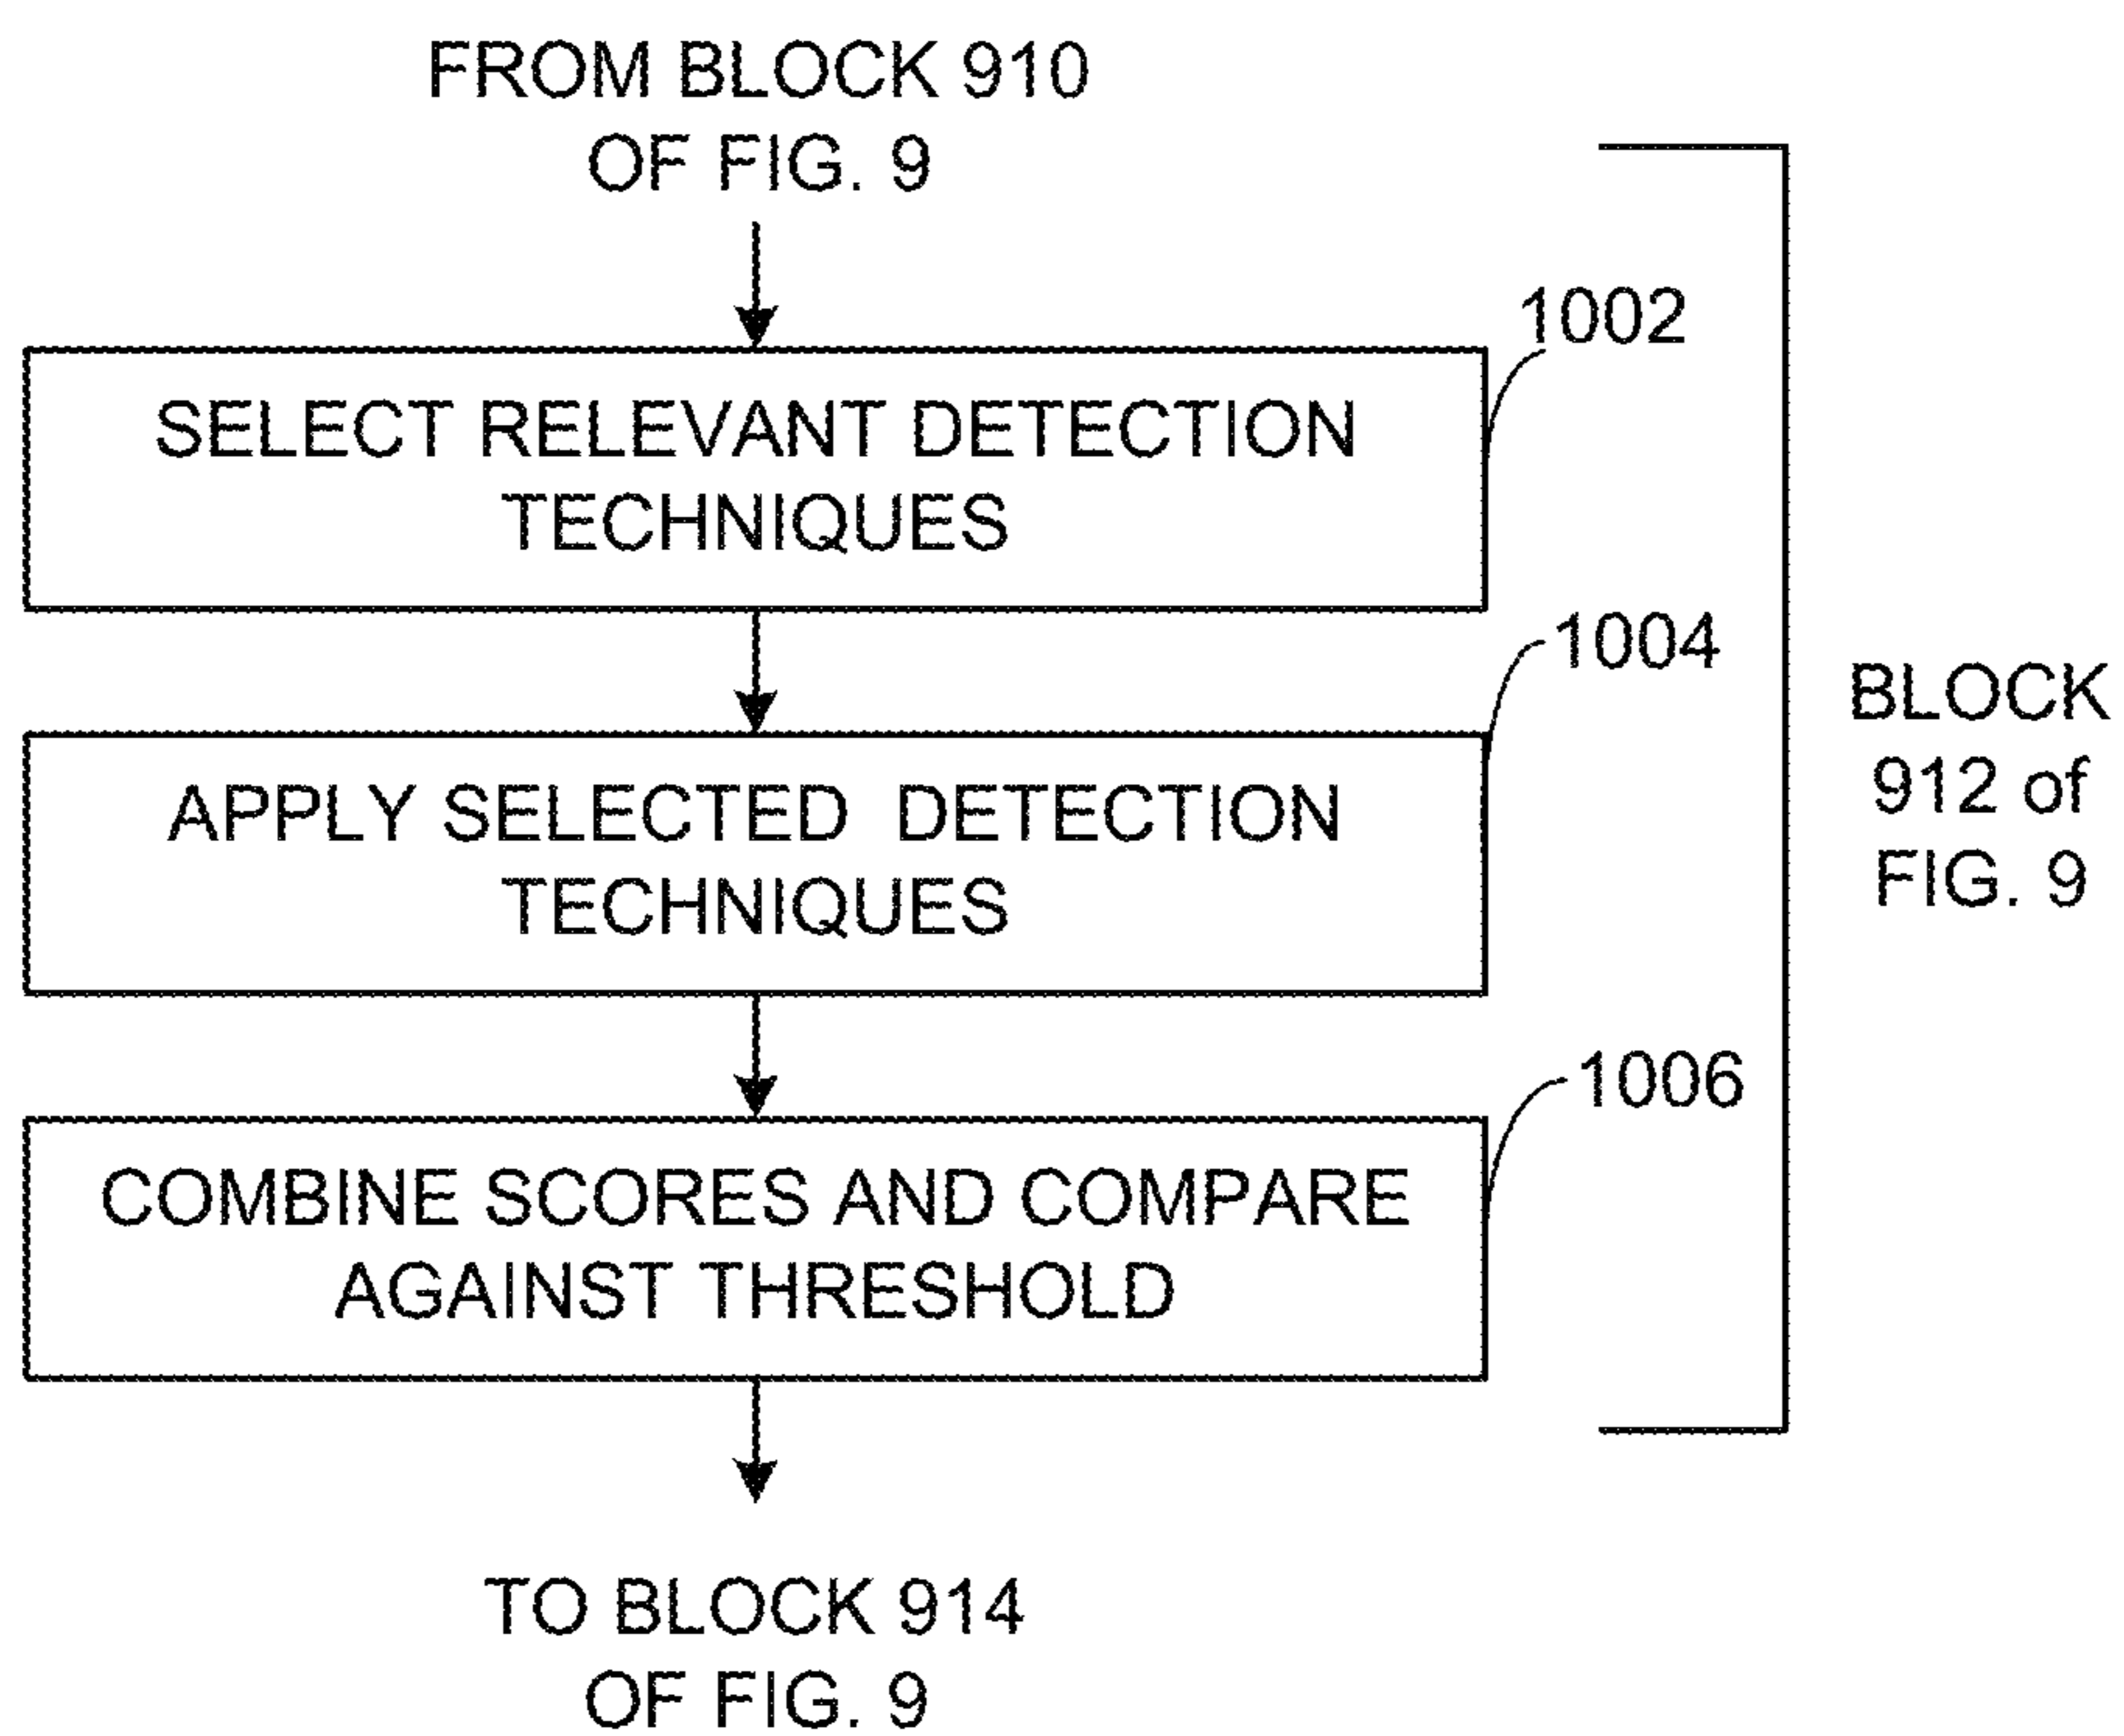 FROM BLOCK 910
OF FIG. 9
1002
SELECT RELEVANT DETECTION
TECHNIQUES
1004
APPLY SELECTED DETECTION
TECHNIQUES
1006
COMBINE SCORES AND COMPARE
AGAINST THRESHOLD
TO BLOCK 914
OF FIG. 9
BLOCK
912 of
FIG. 9